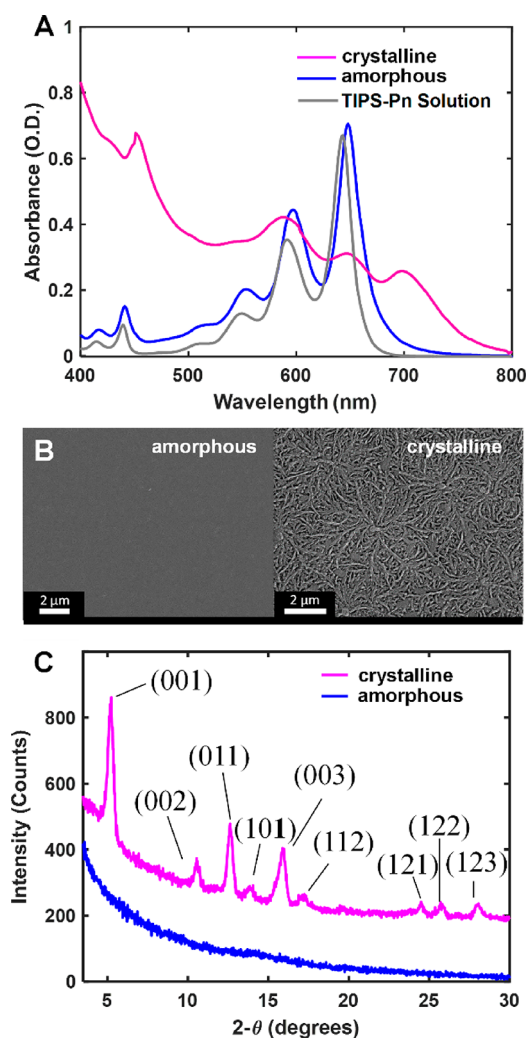 A
1
0.8
0.6
0.4
0.2
0
Absorbance (O.D.)
crystalline
amorphous
TIPS-Pn Solution
400
500
600
700
800
Wavelength (nm)
B
amorphous
crystalline
2 μm
2 μm
C
crystalline
amorphous
(001)
(002)
(011)
(101)
(003)
(112)
(121)
(122)
(123)
800
600
400
200
0
Intensity (Counts)
5
10
15
20
25
30
2-θ (degrees)